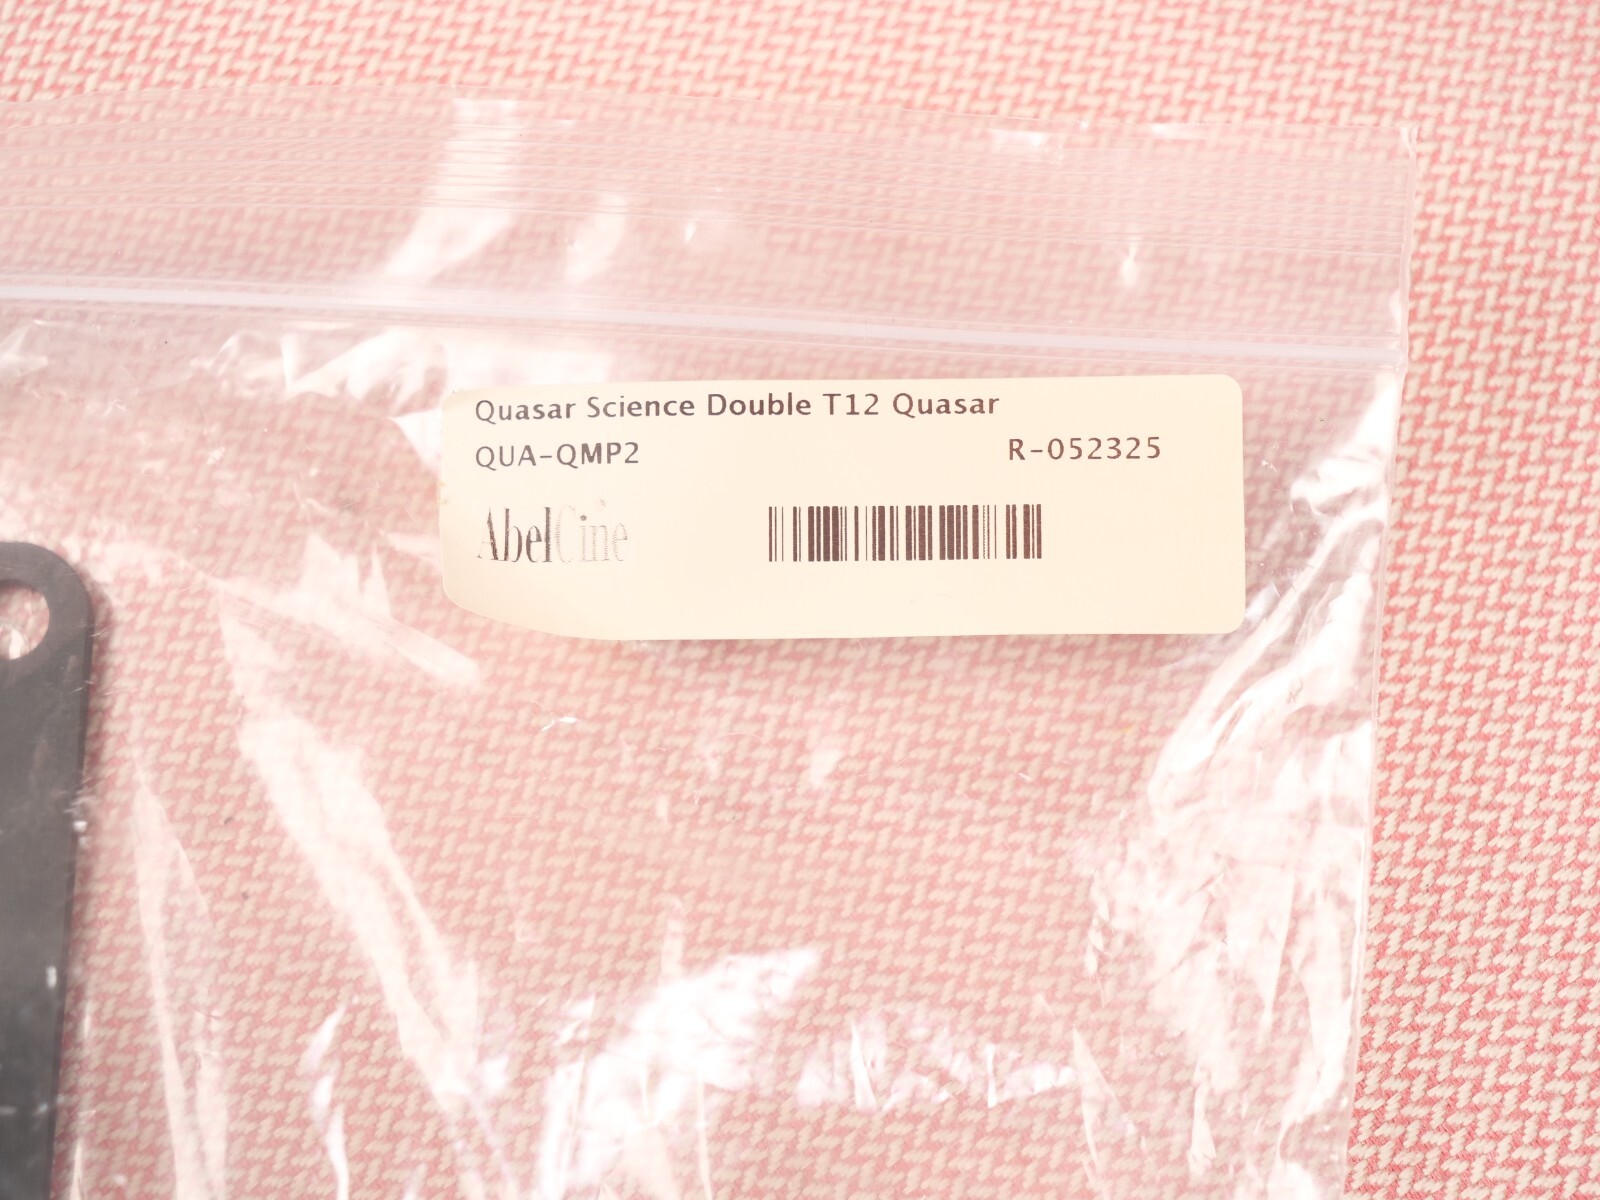 Quasar Science Double T12 Quasar
QUA-QMP2 R-052325
AbelCine